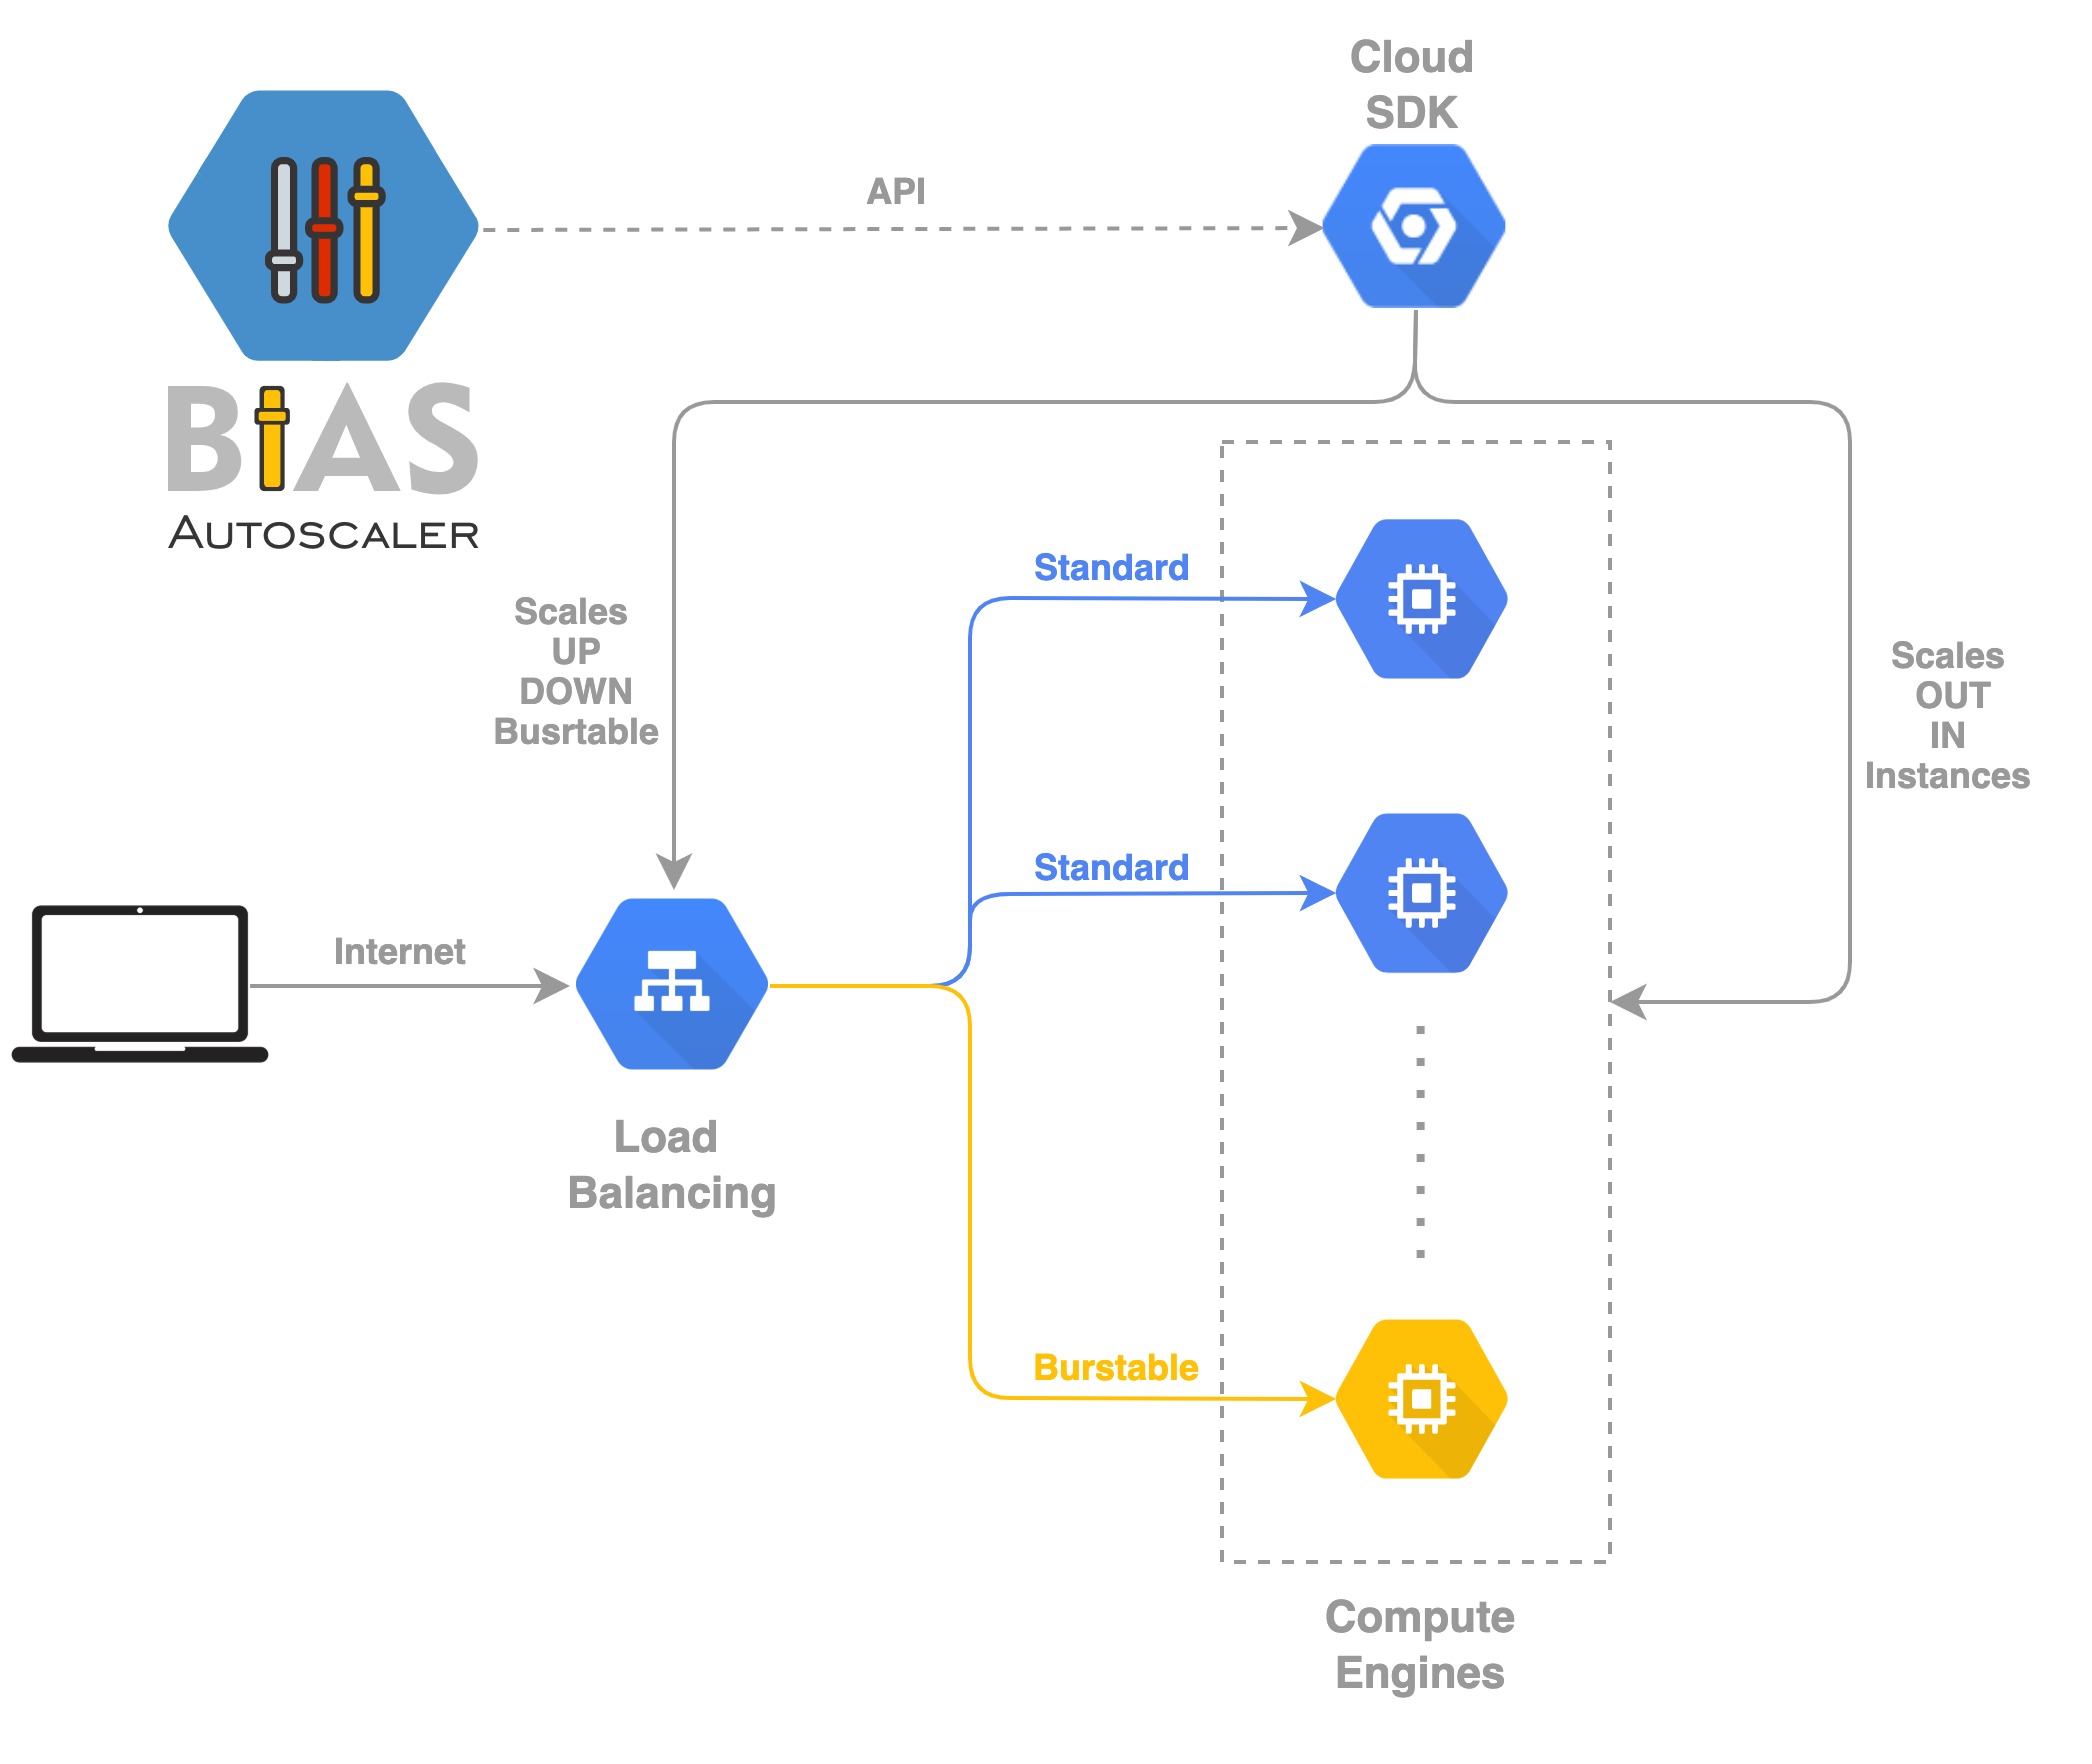 Cloud
SDK
API
BiAS
AUTOSCALER
Standard
Scales
UP
DOWN
Busrtable
Scales
OUT
IN
Instances
Standard
Internet
Load
Balancing
Burstable
Compute
Engines